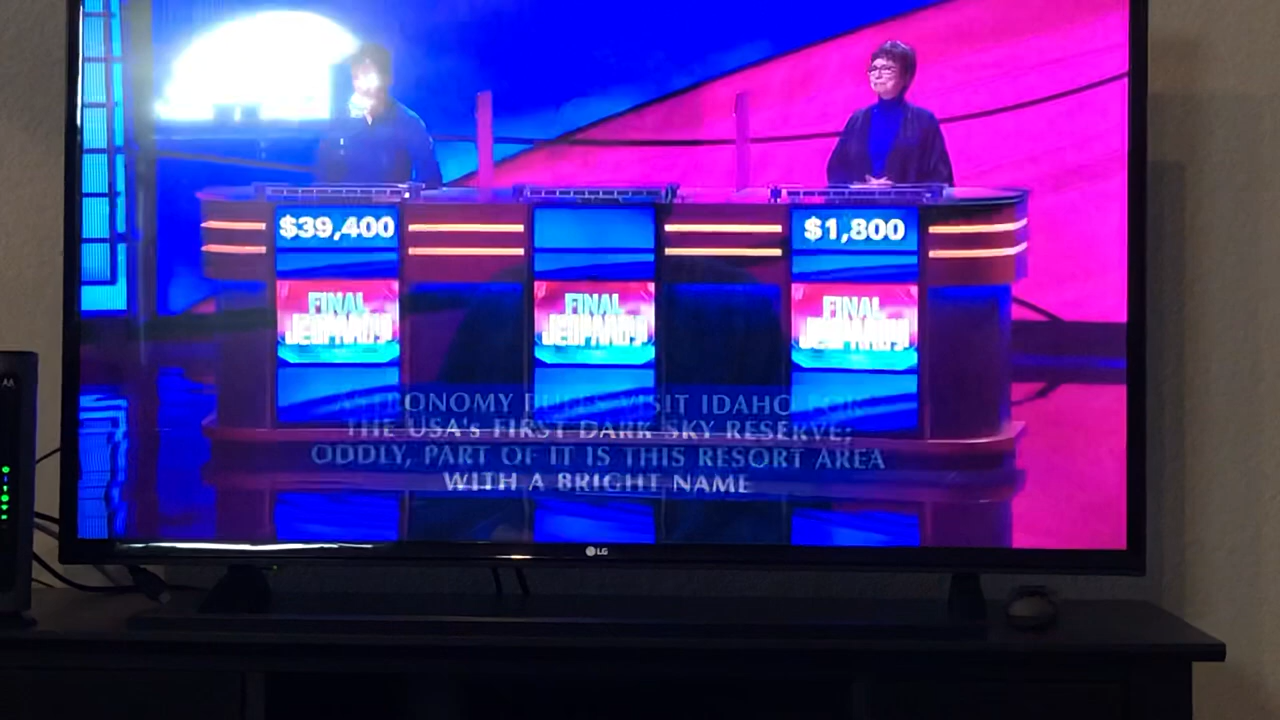 $39,400
$1,800
FINAL JEOPARDY!
FINAL JEOPARDY!
FINAL JEOPARDY!
ASTRONOMY BUFFS VISIT IDAHO FOR
THE USA's FIRST DARK SKY RESERVE;
ODDLY, PART OF IT IS THIS RESORT AREA
WITH A BRIGHT NAME
LG